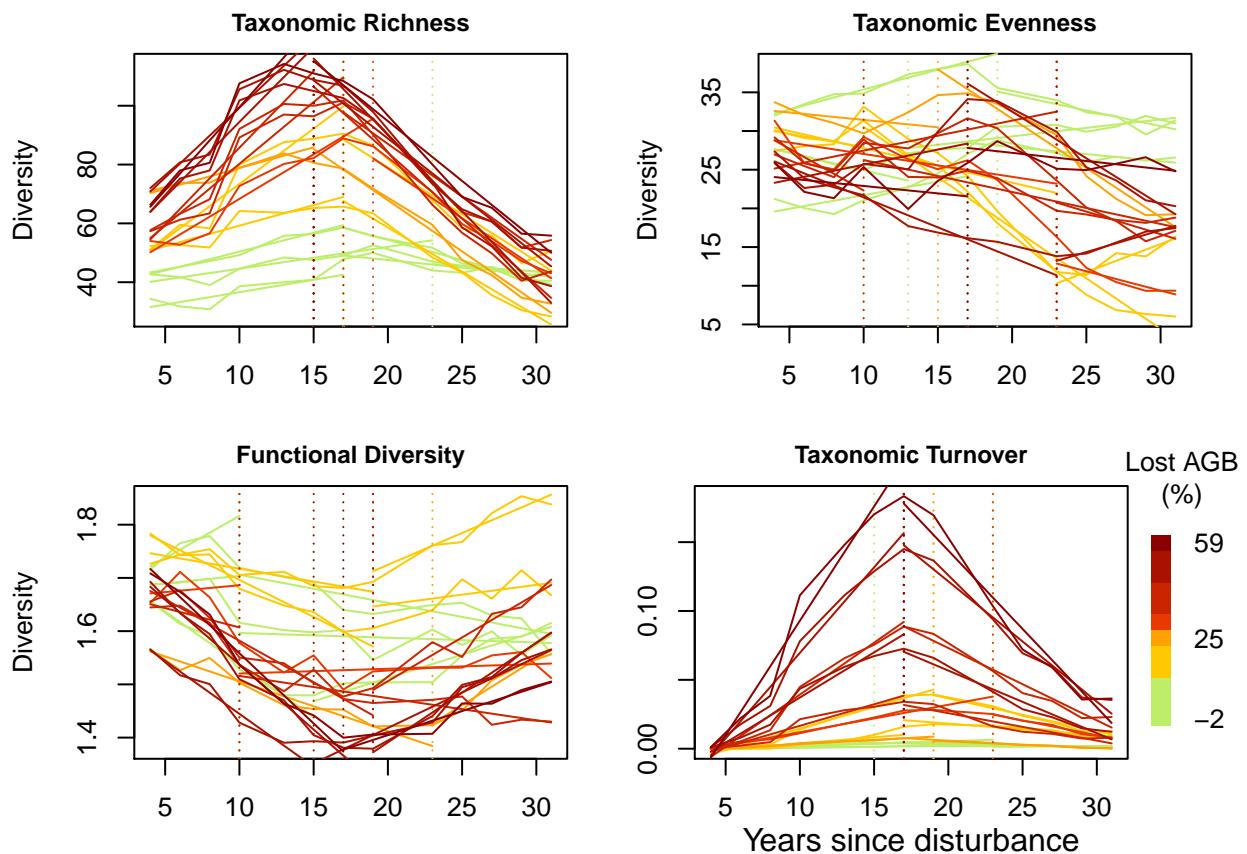 Taxonomic Richness
Diversity
40 60 80
5 10 15 20 25 30
Taxonomic Evenness
Diversity
5 15 25 35
5 10 15 20 25 30
Functional Diversity
Diversity
1.4 1.6 1.8
5 10 15 20 25 30
Taxonomic Turnover
0.00 0.10
5 10 15 20 25 30
Years since disturbance
Lost AGB
(%)
59
25
−2